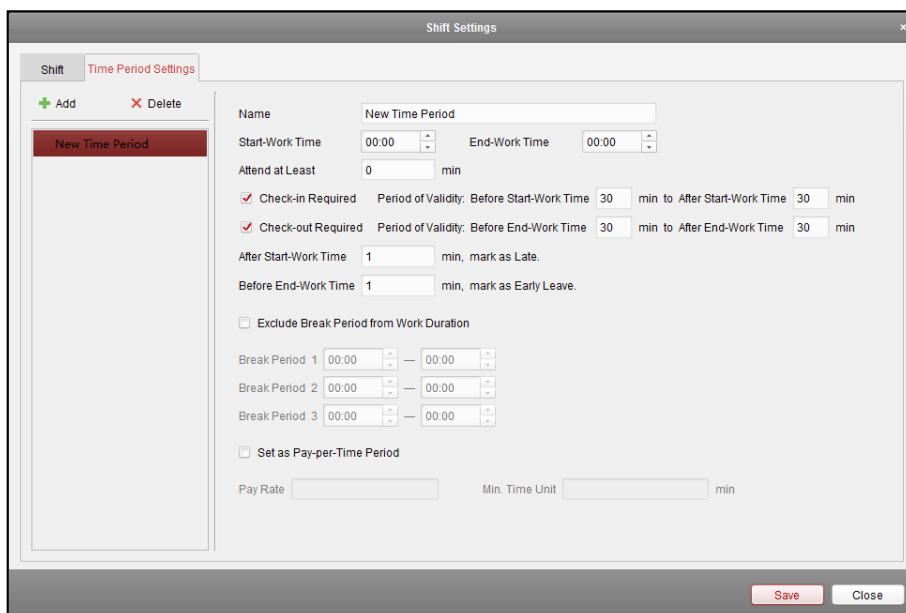 Shift Settings ×
Shift Time Period Settings
Add Delete
New Time Period
Name New Time Period
Start-Work Time 00:00 End-Work Time 00:00
Attend at Least 0 min
Check-in Required Period of Validity: Before Start-Work Time 30 min to After Start-Work Time 30 min
Check-out Required Period of Validity: Before End-Work Time 30 min to After End-Work Time 30 min
After Start-Work Time 1 min, mark as Late.
Before End-Work Time 1 min, mark as Early Leave.
Exclude Break Period from Work Duration
Break Period 1 00:00 — 00:00
Break Period 2 00:00 — 00:00
Break Period 3 00:00 — 00:00
Set as Pay-per-Time Period
Pay Rate Min. Time Unit min
Save Close